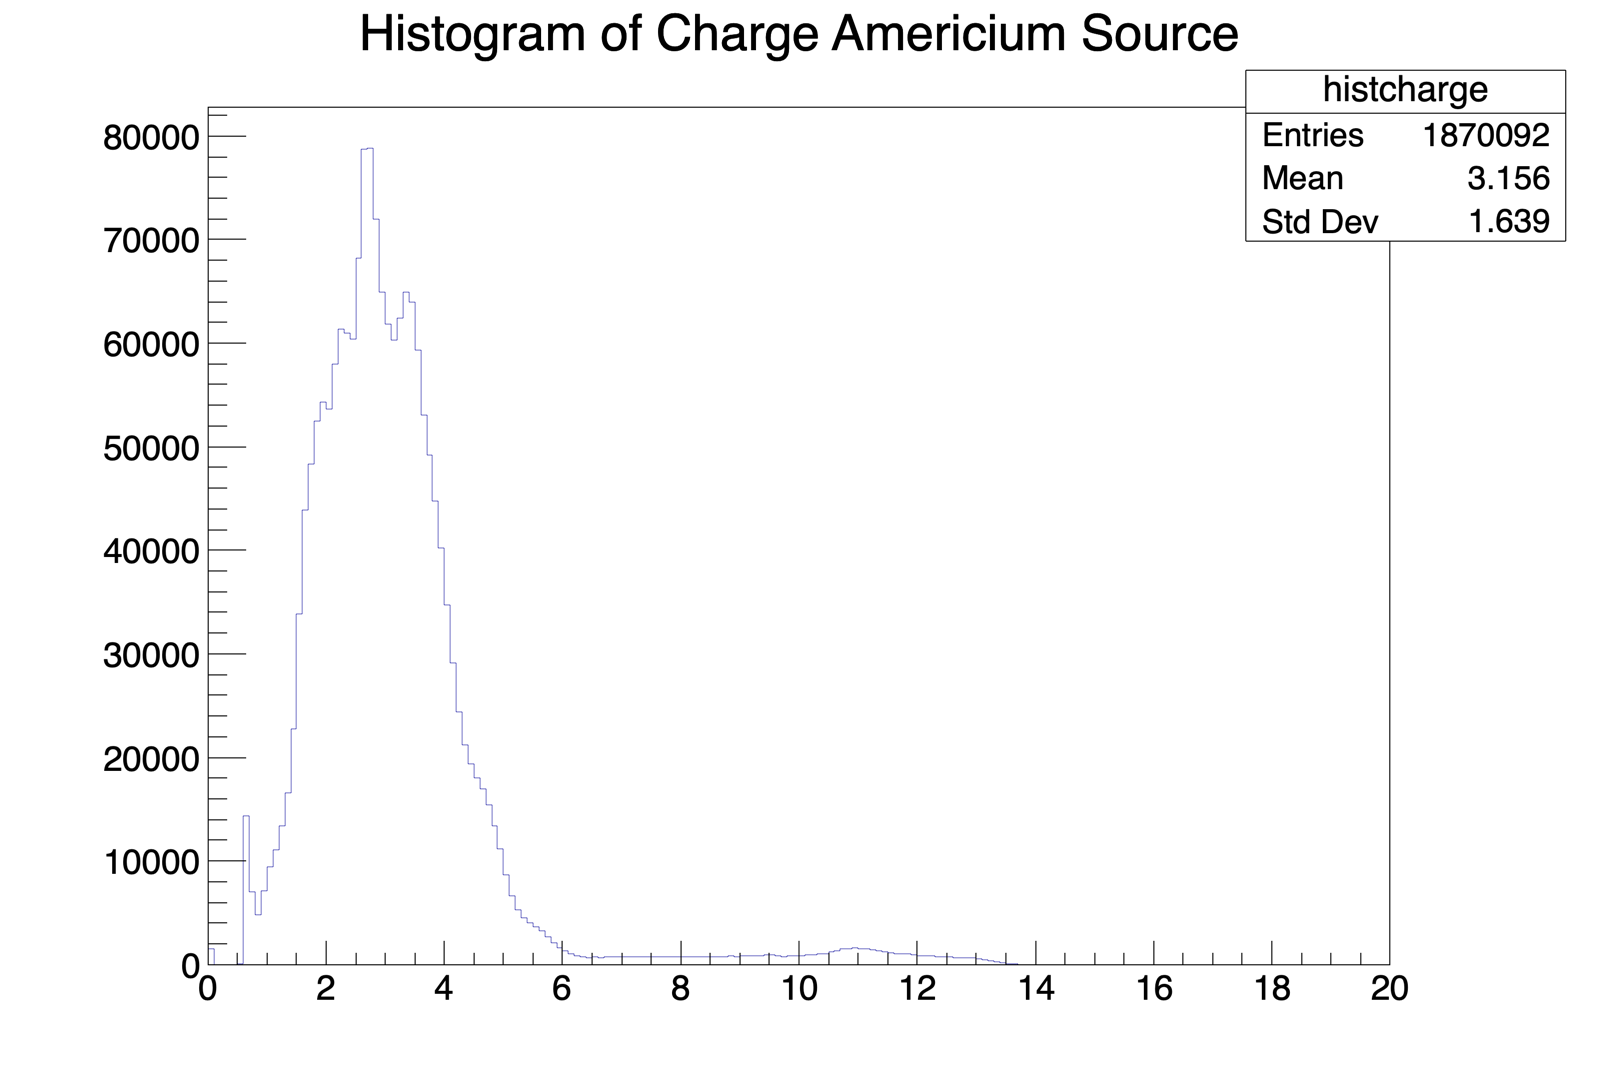 Histogram of Charge Americium Source
histcharge
Entries 1870092
Mean 3.156
Std Dev 1.639
80000
70000
60000
50000
40000
30000
20000
10000
0
0 2 4 6 8 10 12 14 16 18 20